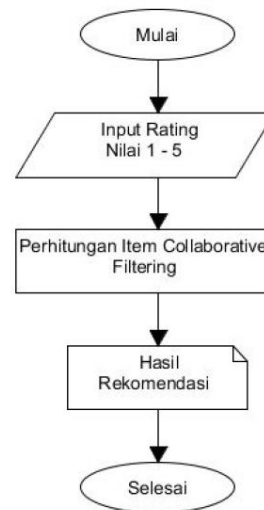 Mulai
Input Rating
Nilai 1 - 5
Perhitungan Item Collaborative
Filtering
Hasil
Rekomendasi
Selesai